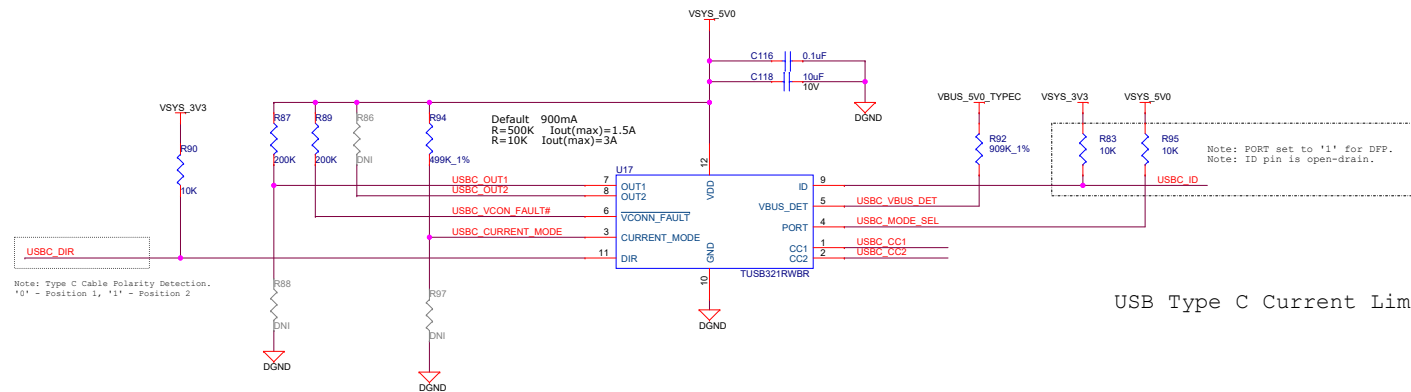 VSYS_5V0
C116 0.1uF
C118 10uF
10V
DGND
VSYS_3V3
R90
10K
R87
200K
R89
200K
R86
DNI
R94
499K_1%
Default 900mA
R=500K Iout(max)=1.5A
R=10K Iout(max)=3A
VBUS_5V0_TYPEC
R92
909K_1%
VSYS_3V3
R83
10K
VSYS_5V0
R95
10K
Note: PORT set to '1' for DFP.
Note: ID pin is open-drain.
U17
12
VDD
USBC_OUT1 7 OUT1
USBC_OUT2 8 OUT2
USBC_VCON_FAULT# 6 VCONN_FAULT
USBC_CURRENT_MODE 3 CURRENT_MODE
USBC_DIR 11 DIR
ID 9 USBC_ID
VBUS_DET 5 USBC_VBUS_DET
PORT 4 USBC_MODE_SEL
CC1 1 USBC_CC1
CC2 2 USBC_CC2
GND
10
TUSB321RWBR
DGND
Note: Type C Cable Polarity Detection.
'0' - Position 1, '1' - Position 2
R88
DNI
DGND
R97
DNI
DGND
USB Type C Current Lim